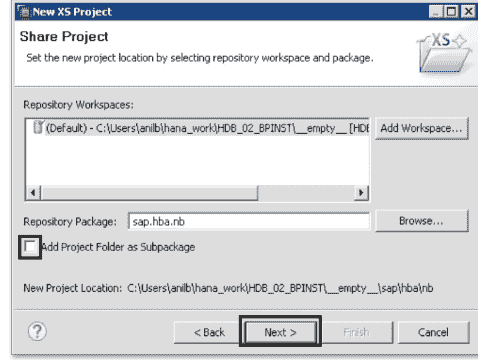 New XS Project
Share Project
Set the new project location by selecting repository workspace and package.
XS
Repository Workspaces:
(Default) - C:\Users\anilb\hana_work\HDB_02_BPINST\__empty__ [HDB
Add Workspace...
Repository Package: sap.hba.nb
Browse...
Add Project Folder as Subpackage
New Project Location: C:\Users\anilb\hana_work\HDB_02_BPINST\__empty__\sap\hba\nb
?
< Back
Next >
Finish
Cancel